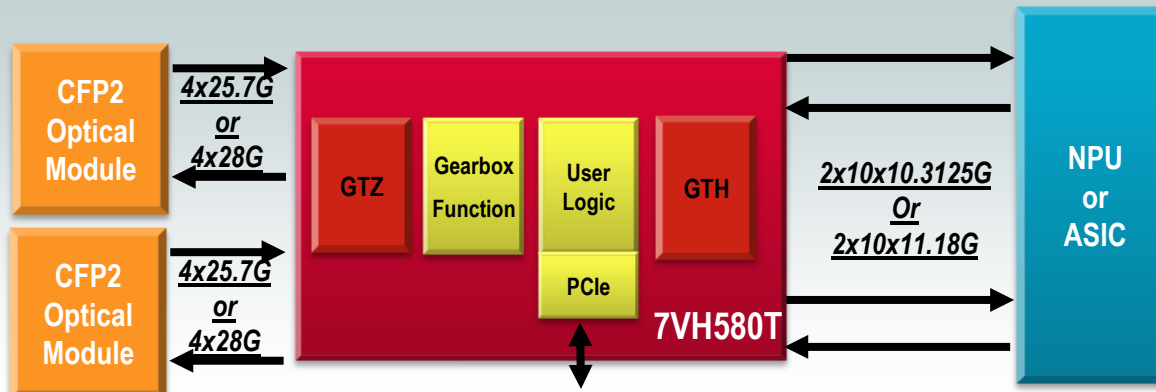 CFP2
Optical
Module
4x25.7G
or
4x28G
CFP2
Optical
Module
4x25.7G
or
4x28G
GTZ
Gearbox
Function
User
Logic
PCIe
GTH
7VH580T
2x10x10.3125G
Or
2x10x11.18G
NPU
or
ASIC